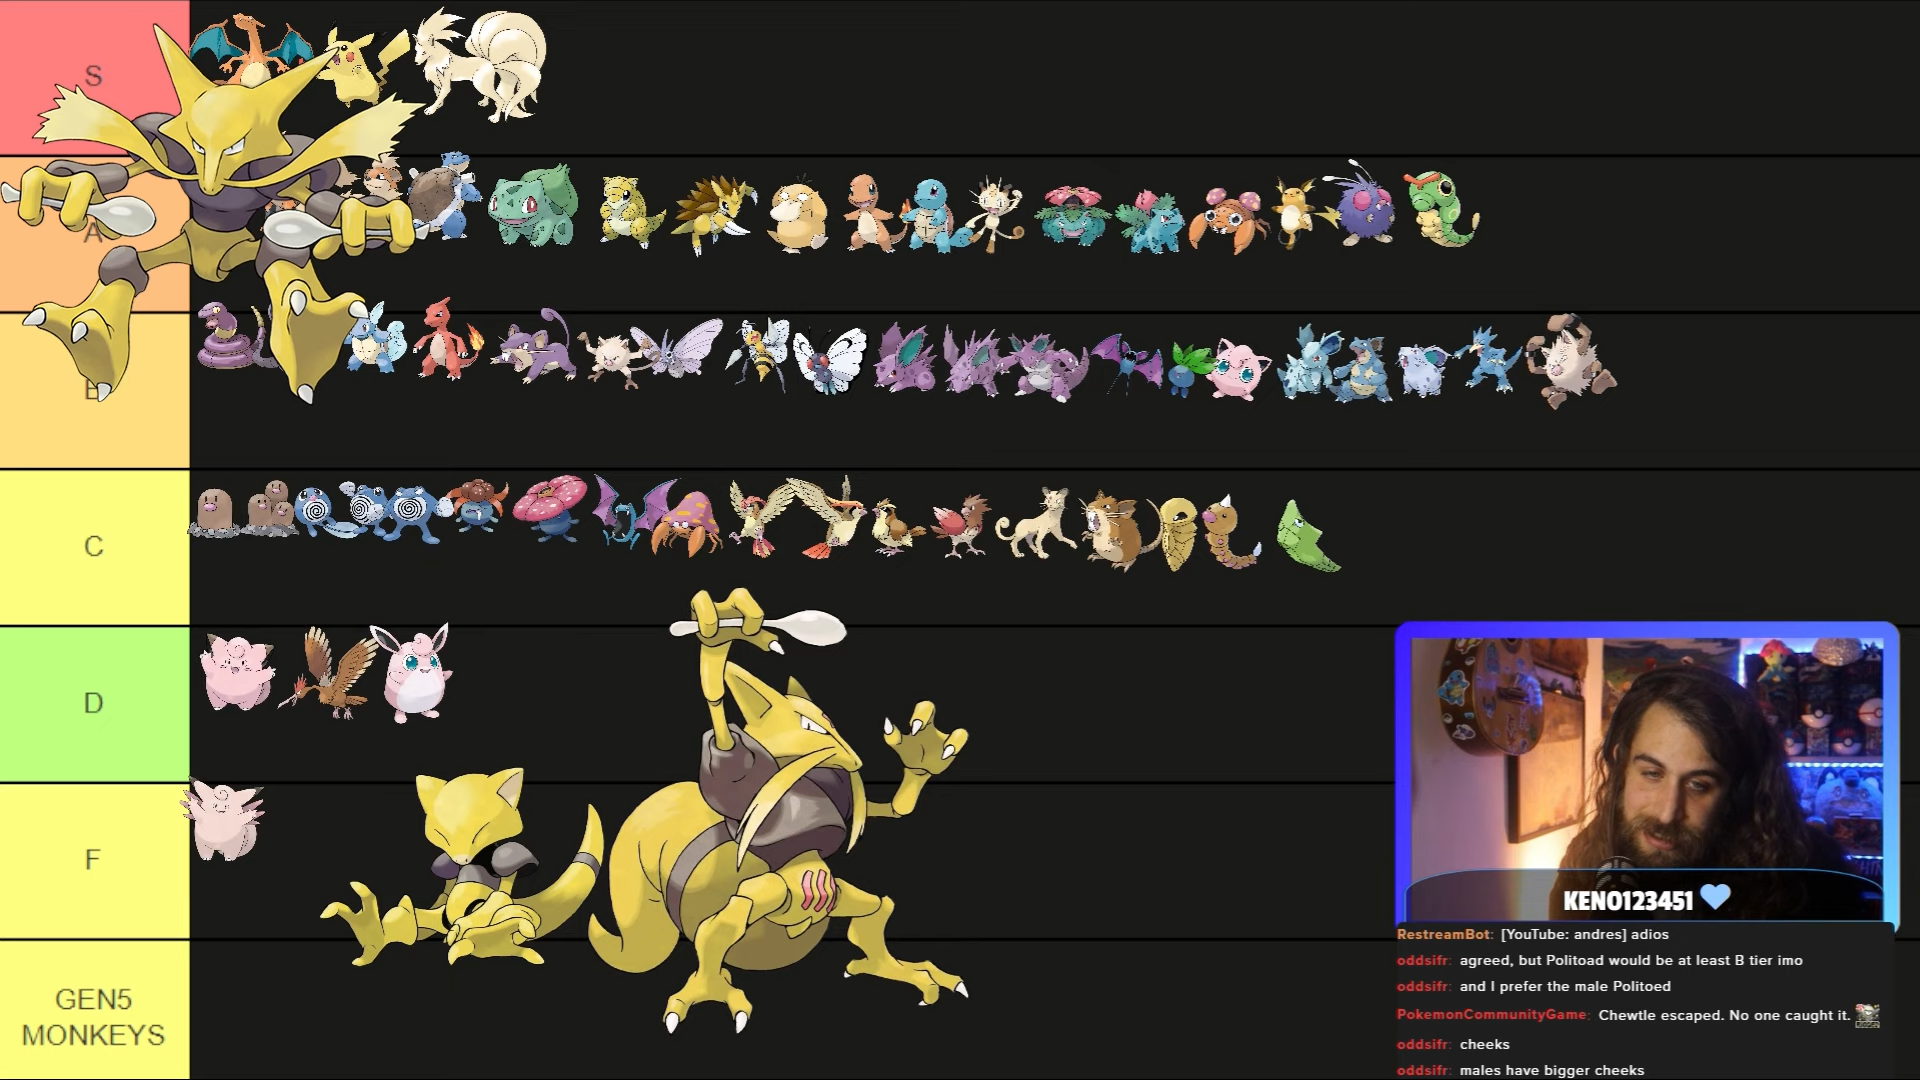 S
A
B
C
D
F
GEN5
MONKEYS
KENO123451
RestreamBot: [YouTube: andres] adios
oddsifr: agreed, but Politoad would be at least B tier imo
oddsifr: and I prefer the male Politoed
PokemonCommunityGame: Chewtle escaped. No one caught it.
oddsifr: cheeks
oddsifr: males have bigger cheeks